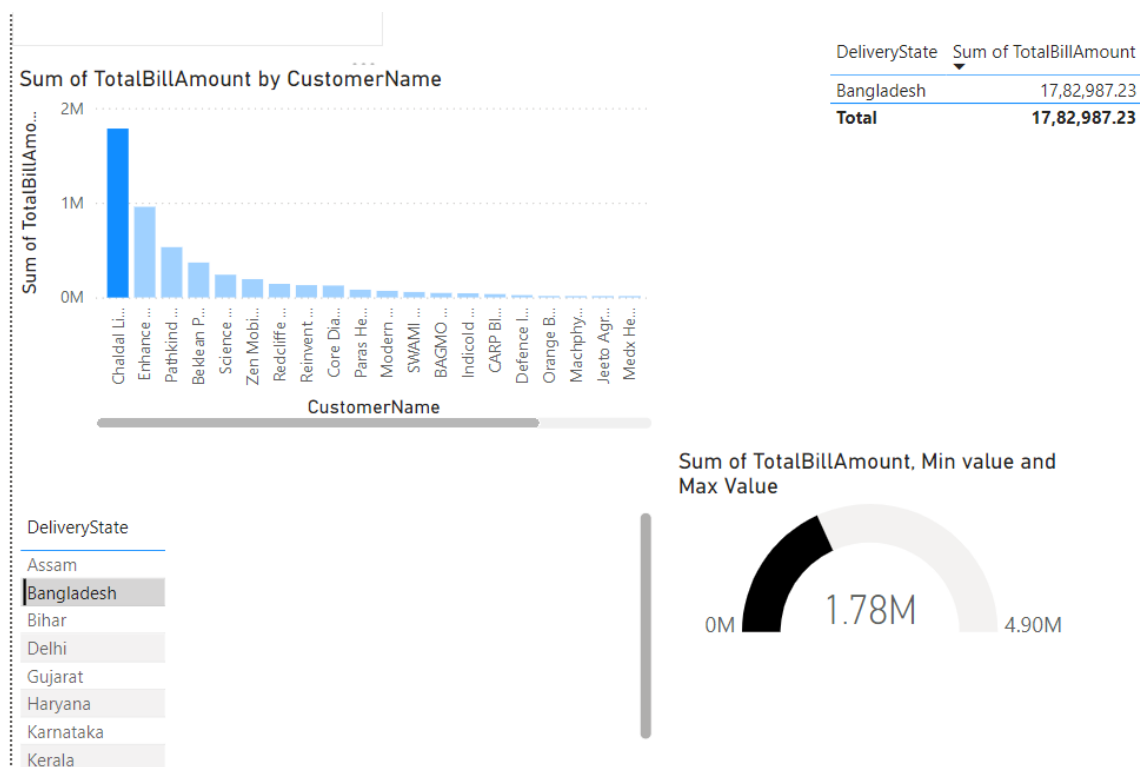 Sum of TotalBillAmount by CustomerName
Sum of TotalBillAmo...
2M
1M
0M
Chaldal Li...
Enhance ...
Pathkind ...
Beklean P...
Science ...
Zen Mobi...
Redcliffe ...
Reinvent ...
Core Dia...
Paras He...
Modern ...
SWAMI ...
BAGMO ...
Indicold ...
CARP BI...
Defence I...
Orange B...
Machphy...
Jeeto Agr...
Medx He...
CustomerName
DeliveryState Sum of TotalBillAmount
Bangladesh 17,82,987.23
Total 17,82,987.23
DeliveryState
Assam
Bangladesh
Bihar
Delhi
Gujarat
Haryana
Karnataka
Kerala
Sum of TotalBillAmount, Min value and
Max Value
0M
1.78M
4.90M